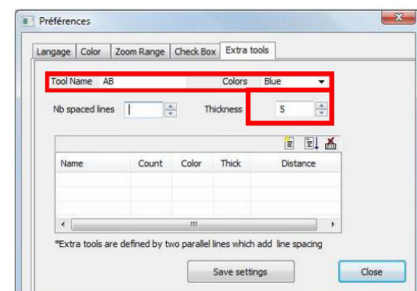 Préférences
Langage Color Zoom Range Check Box Extra tools
Tool Name AB Colors Blue
Nb spaced lines Thickness 5
Name Count Color Thick Distance
*Extra tools are defined by two parallel lines which add line spacing
Save settings Close